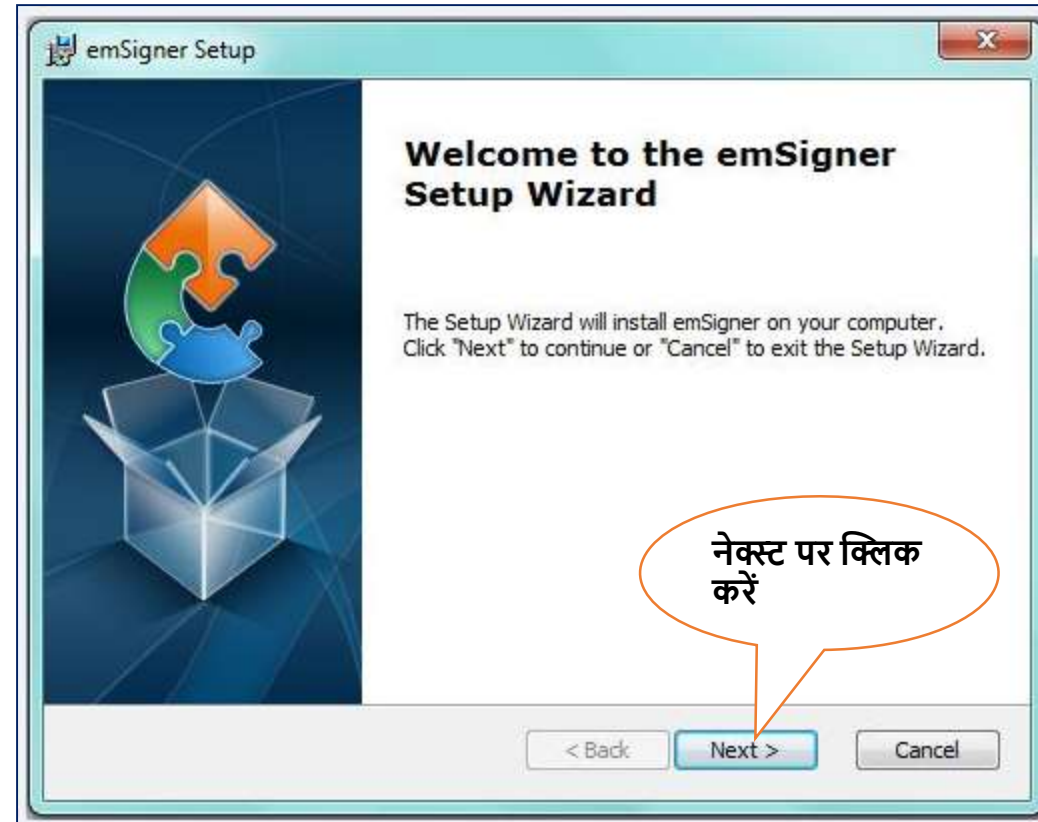 emSigner Setup
Welcome to the emSigner
Setup Wizard
The Setup Wizard will install emSigner on your computer.
Click "Next" to continue or "Cancel" to exit the Setup Wizard.
नेक्स्ट पर क्लिक
करें
< Back Next > Cancel